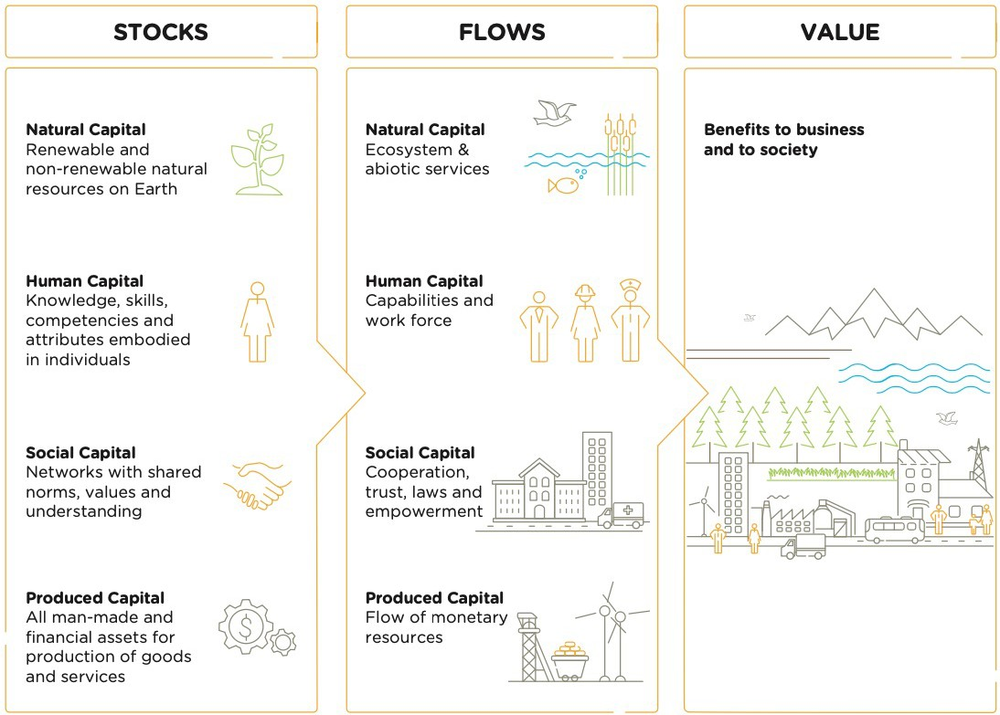 STOCKS
Natural Capital
Renewable and
non-renewable natural
resources on Earth
Human Capital
Knowledge, skills,
competencies and
attributes embodied
in individuals
Social Capital
Networks with shared
norms, values and
understanding
Produced Capital
All man-made and
financial assets for
production of goods
and services
$
FLOWS
Natural Capital
Ecosystem &
abiotic services
Human Capital
Capabilities and
work force
Social Capital
Cooperation,
trust, laws and
empowerment
Produced Capital
Flow of monetary
resources
VALUE
Benefits to business
and to society